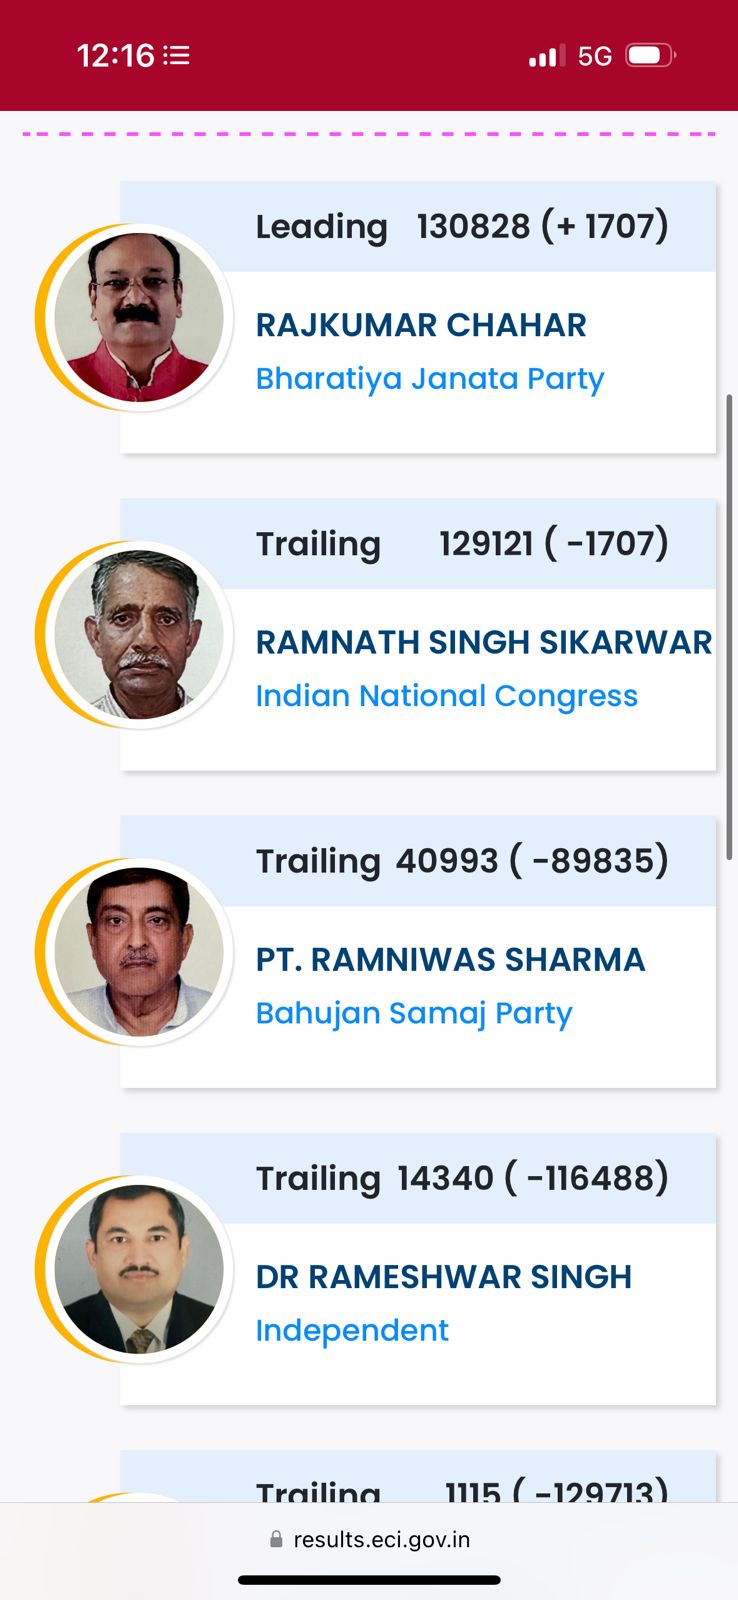 12:16
5G
Leading 130828 (+ 1707)
RAJKUMAR CHAHAR
Bharatiya Janata Party
Trailing 129121 ( -1707)
RAMNATH SINGH SIKARWAR
Indian National Congress
Trailing 40993 ( -89835)
PT. RAMNIWAS SHARMA
Bahujan Samaj Party
Trailing 14340 ( -116488)
DR RAMESHWAR SINGH
Independent
Trailing 1115 ( -129713)
results.eci.gov.in